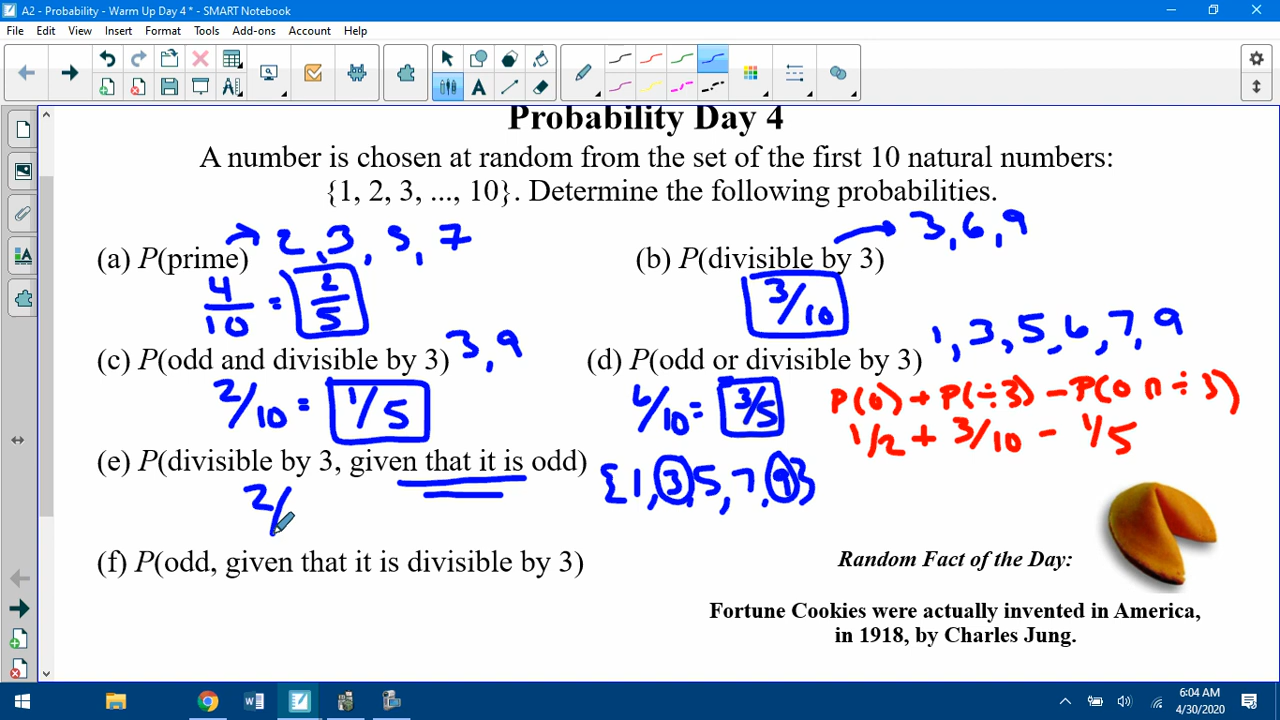 A2 - Probability - Warm Up Day 4 * - SMART Notebook
File Edit View Insert Format Tools Add-ons Account Help
Probability Day 4
A number is chosen at random from the set of the first 10 natural numbers:
{1, 2, 3, ..., 10}. Determine the following probabilities.
2, 3, 5, 7
3, 6, 9
(a) P(prime)
(b) P(divisible by 3)
4/10 = 2/5
3/10
(c) P(odd and divisible by 3) 3, 9
(d) P(odd or divisible by 3) 1, 3, 5, 6, 7, 9
2/10 = 1/5
6/10 = 3/5
P(O) + P(÷3) - P(O ∩ ÷3)
1/2 + 3/10 - 1/5
(e) P(divisible by 3, given that it is odd) {1, 3, 5, 7, 9}
2/
(f) P(odd, given that it is divisible by 3)
Random Fact of the Day:
Fortune Cookies were actually invented in America,
in 1918, by Charles Jung.
6:04 AM
4/30/2020